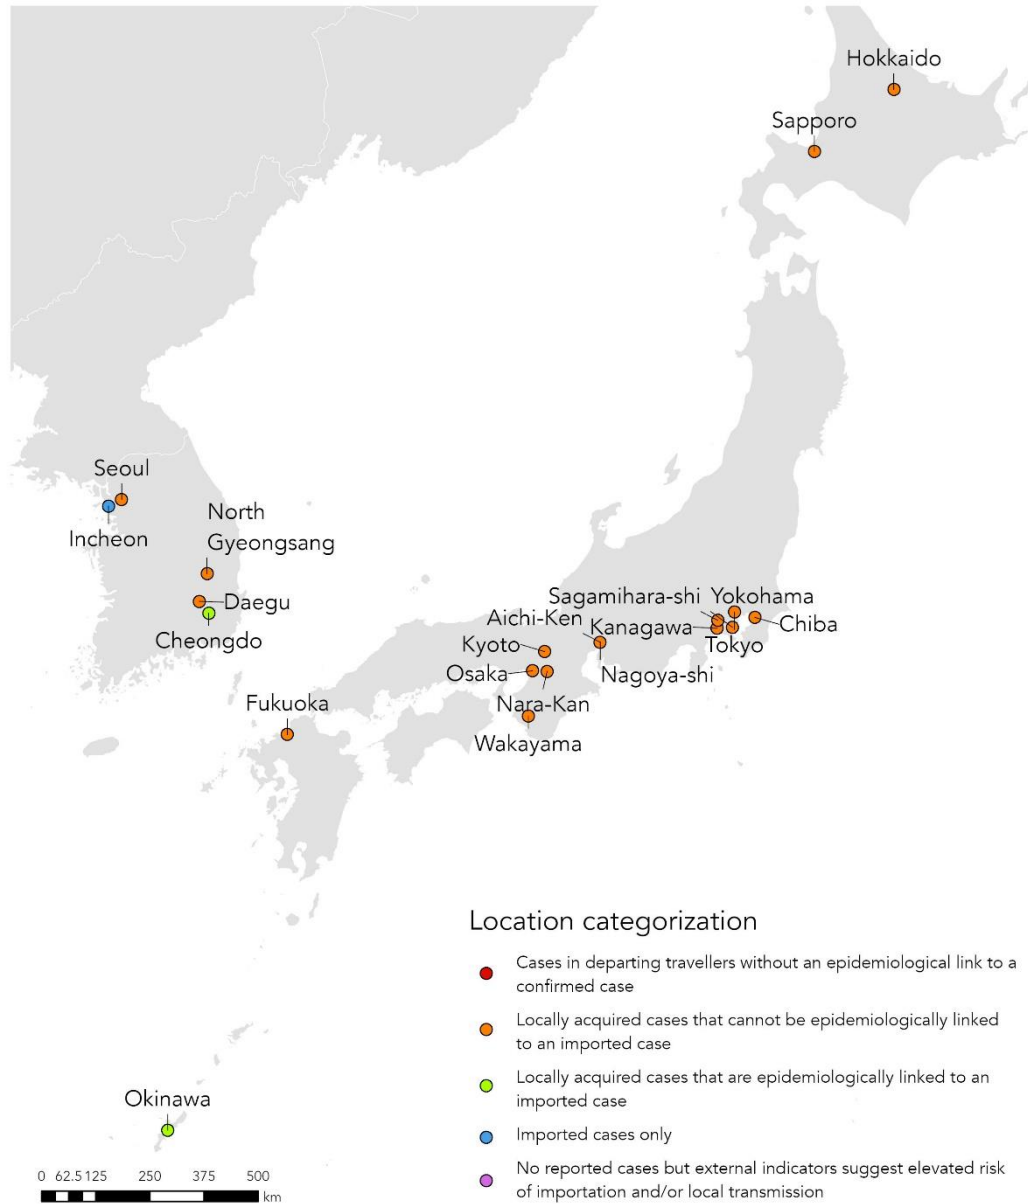 Hokkaido
Sapporo
Seoul
North
Gyeongsang
Incheon
Daegu
Cheongdo
Sagamihara-shi
Yokohama
Aichi-Ken
Kanagawa
Chiba
Kyoto
Tokyo
Osaka
Nagoya-shi
Fukuoka
Nara-Kan
Wakayama
Location categorization
Cases in departing travellers without an epidemiological link to a
confirmed case
Locally acquired cases that cannot be epidemiologically linked
to an imported case
Locally acquired cases that are epidemiologically linked to an
imported case
Okinawa
Imported cases only
No reported cases but external indicators suggest elevated risk
of importation and/or local transmission
0 62.5 125 250 375 500
km